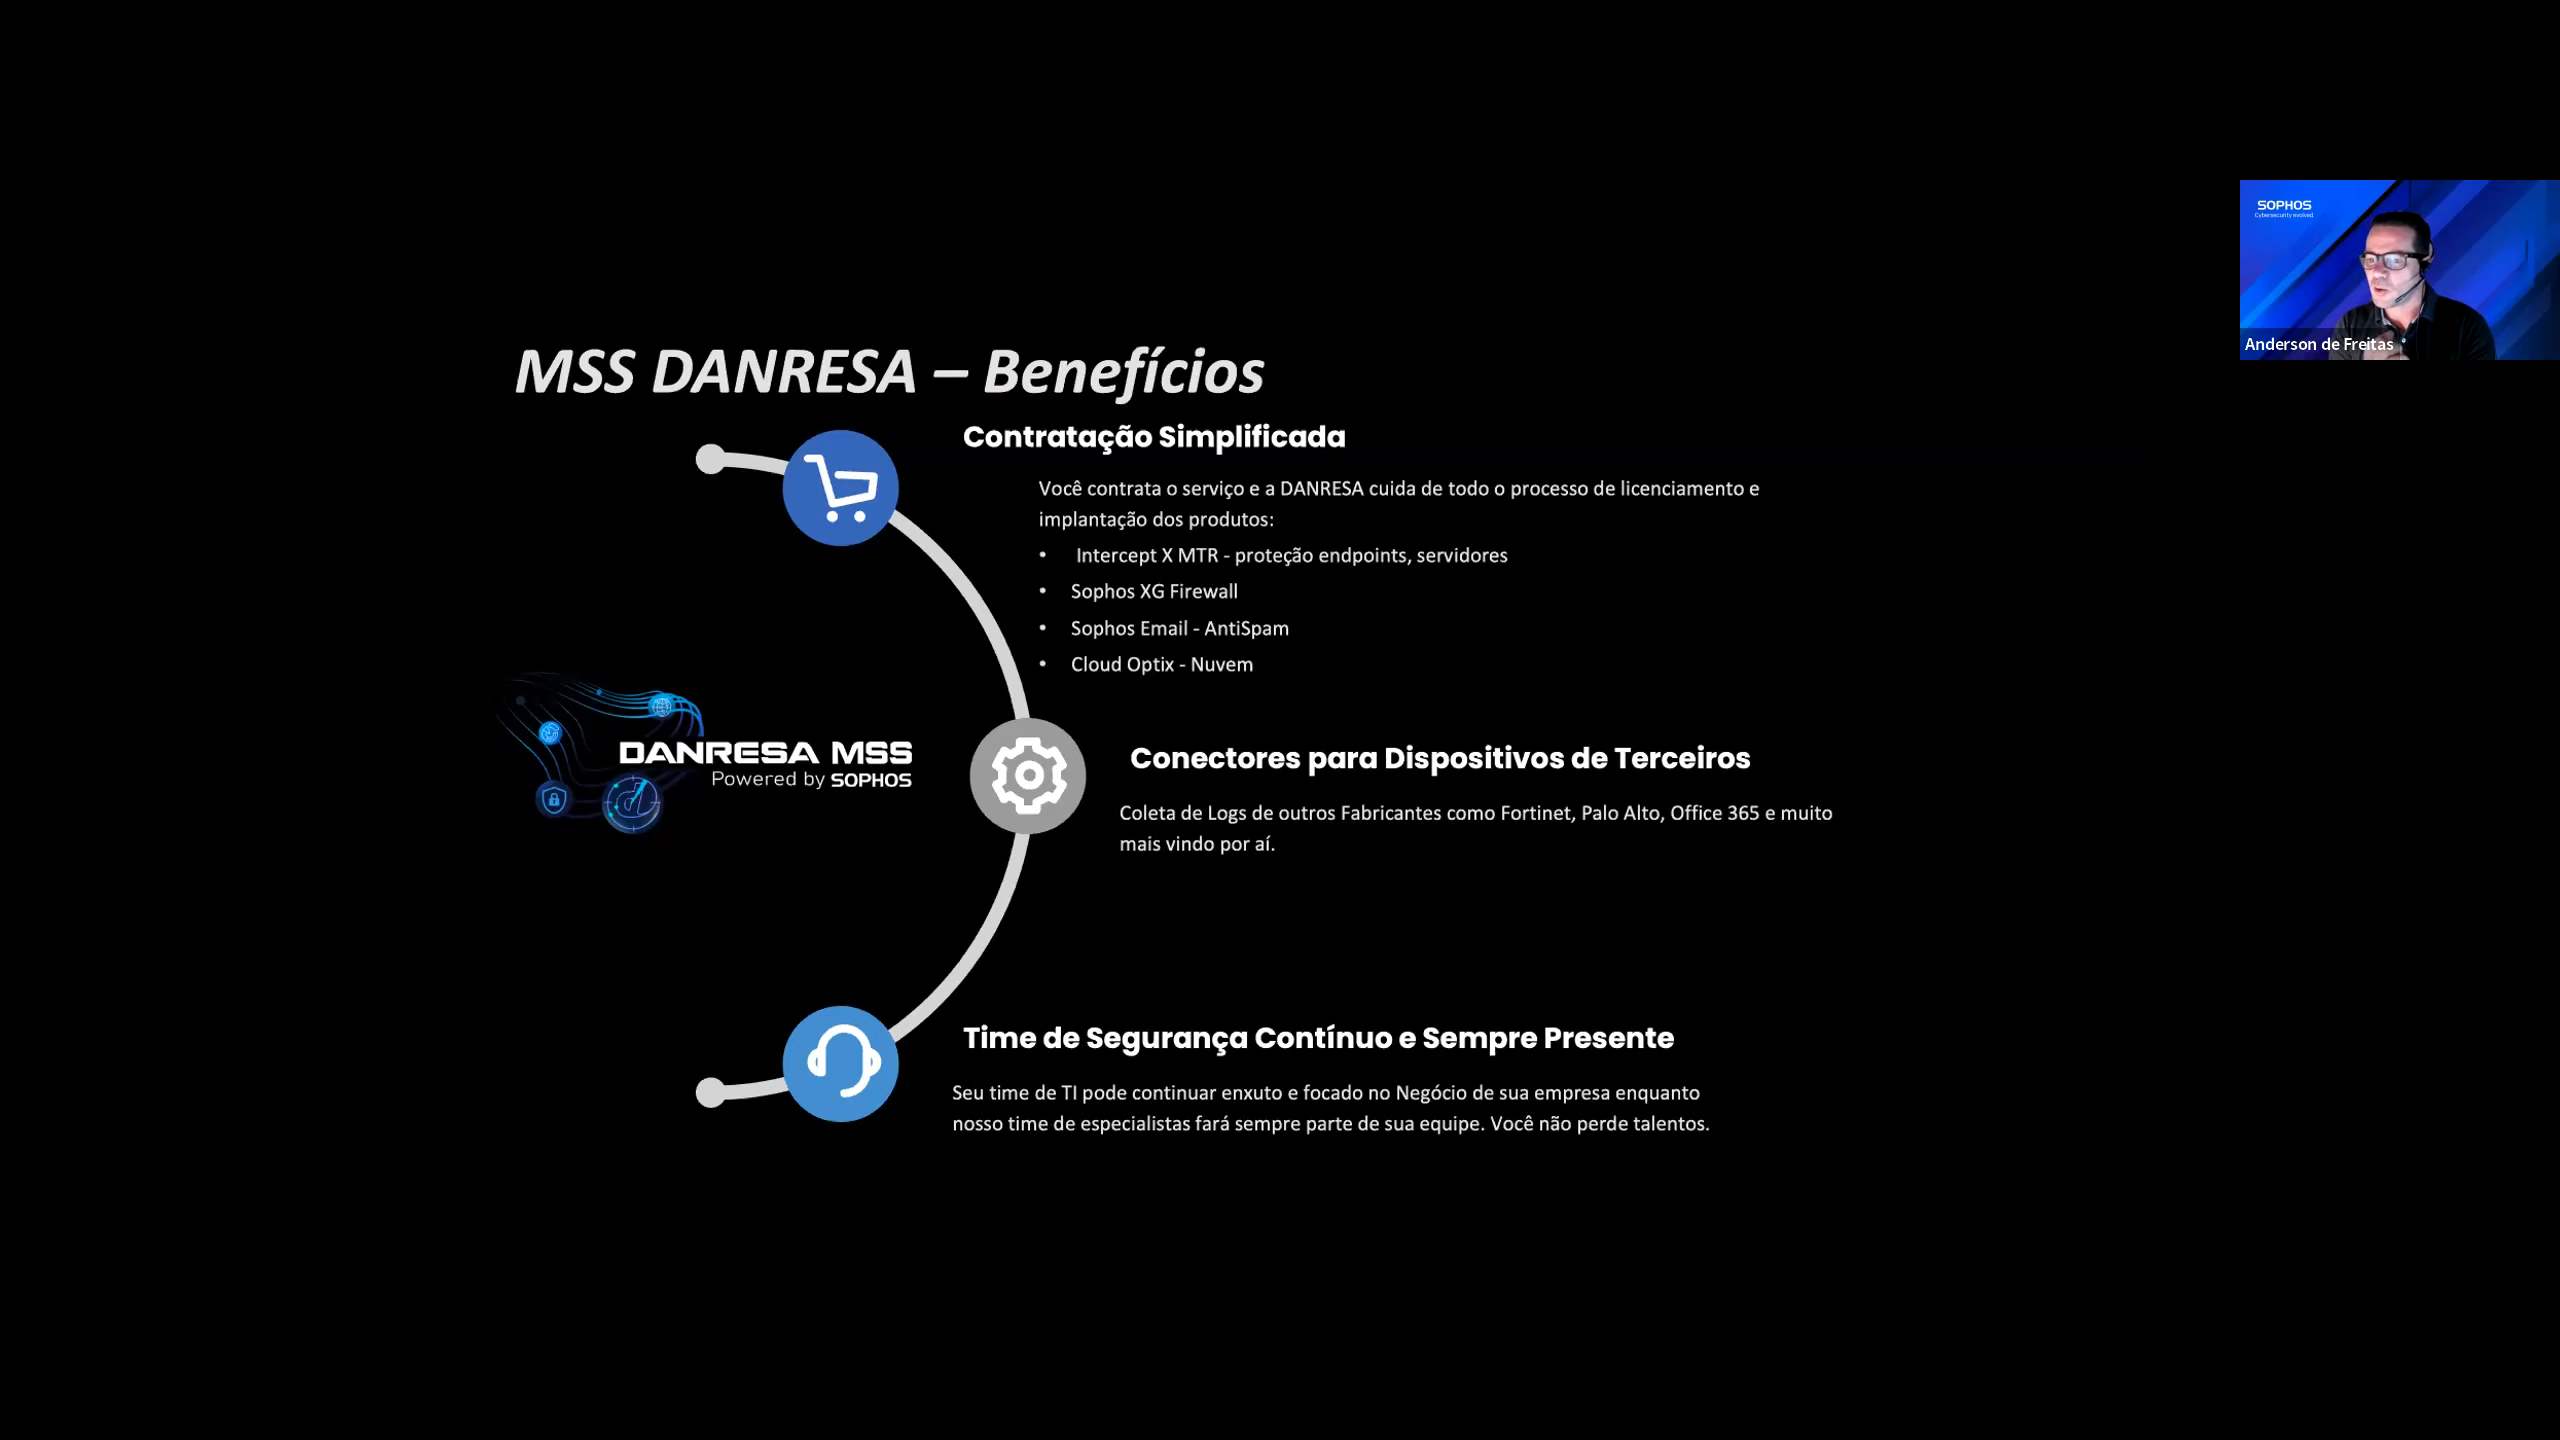 SOPHOS
Cybersecurity evolved.
Anderson de Freitas
MSS DANRESA – Benefícios
Contratação Simplificada
Você contrata o serviço e a DANRESA cuida de todo o processo de licenciamento e
implantação dos produtos:
• Intercept X MTR - proteção endpoints, servidores
• Sophos XG Firewall
• Sophos Email - AntiSpam
• Cloud Optix - Nuvem
DANRESA MSS
Powered by SOPHOS
Conectores para Dispositivos de Terceiros
Coleta de Logs de outros Fabricantes como Fortinet, Palo Alto, Office 365 e muito
mais vindo por aí.
Time de Segurança Contínuo e Sempre Presente
Seu time de TI pode continuar enxuto e focado no Negócio de sua empresa enquanto
nosso time de especialistas fará sempre parte de sua equipe. Você não perde talentos.